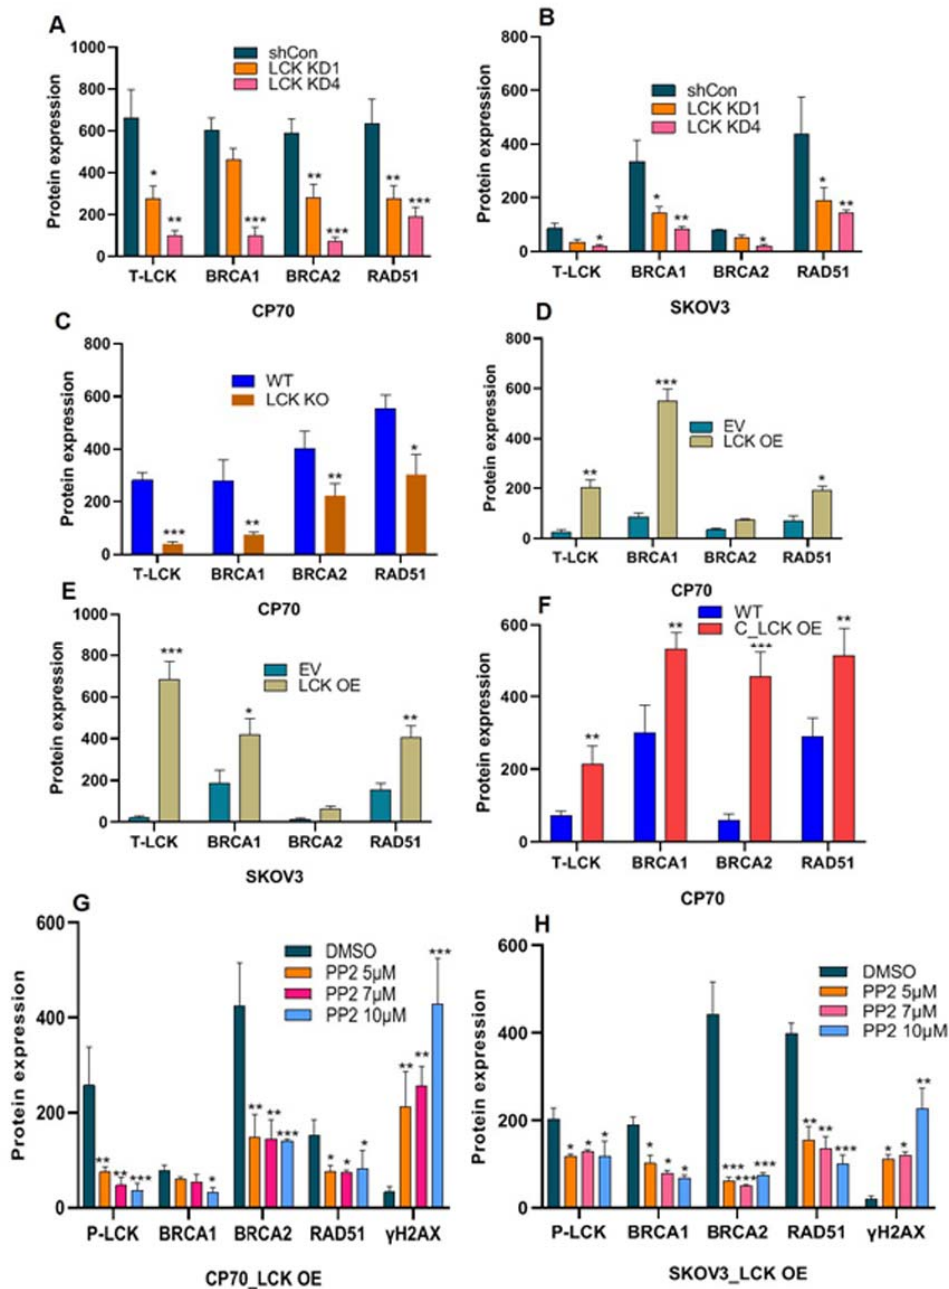 A
1000
800
600
400
200
0
Protein expression
shCon
LCK KD1
LCK KD4
*
**
***
**
***
**
***
T-LCK BRCA1 BRCA2 RAD51
CP70
B
800
600
400
200
0
Protein expression
shCon
LCK KD1
LCK KD4
*
*
**
*
*
**
T-LCK BRCA1 BRCA2 RAD51
SKOV3
C
800
600
400
200
0
Protein expression
WT
LCK KO
***
**
**
*
T-LCK BRCA1 BRCA2 RAD51
CP70
D
800
600
400
200
0
Protein expression
EV
LCK OE
**
***
*
T-LCK BRCA1 BRCA2 RAD51
CP70
E
1000
800
600
400
200
0
Protein expression
EV
LCK OE
***
*
**
T-LCK BRCA1 BRCA2 RAD51
SKOV3
F
600
400
200
0
Protein expression
WT
C_LCK OE
**
**
***
**
T-LCK BRCA1 BRCA2 RAD51
CP70
G
600
400
200
0
Protein expression
DMSO
PP2 5µM
PP2 7µM
PP2 10µM
**
**
***
*
**
**
***
*
*
*
**
**
***
P-LCK BRCA1 BRCA2 RAD51 γH2AX
CP70_LCK OE
H
600
400
200
0
Protein expression
DMSO
PP2 5µM
PP2 7µM
PP2 10µM
*
*
*
*
*
*
***
***
***
**
**
***
*
*
**
P-LCK BRCA1 BRCA2 RAD51 γH2AX
SKOV3_LCK OE